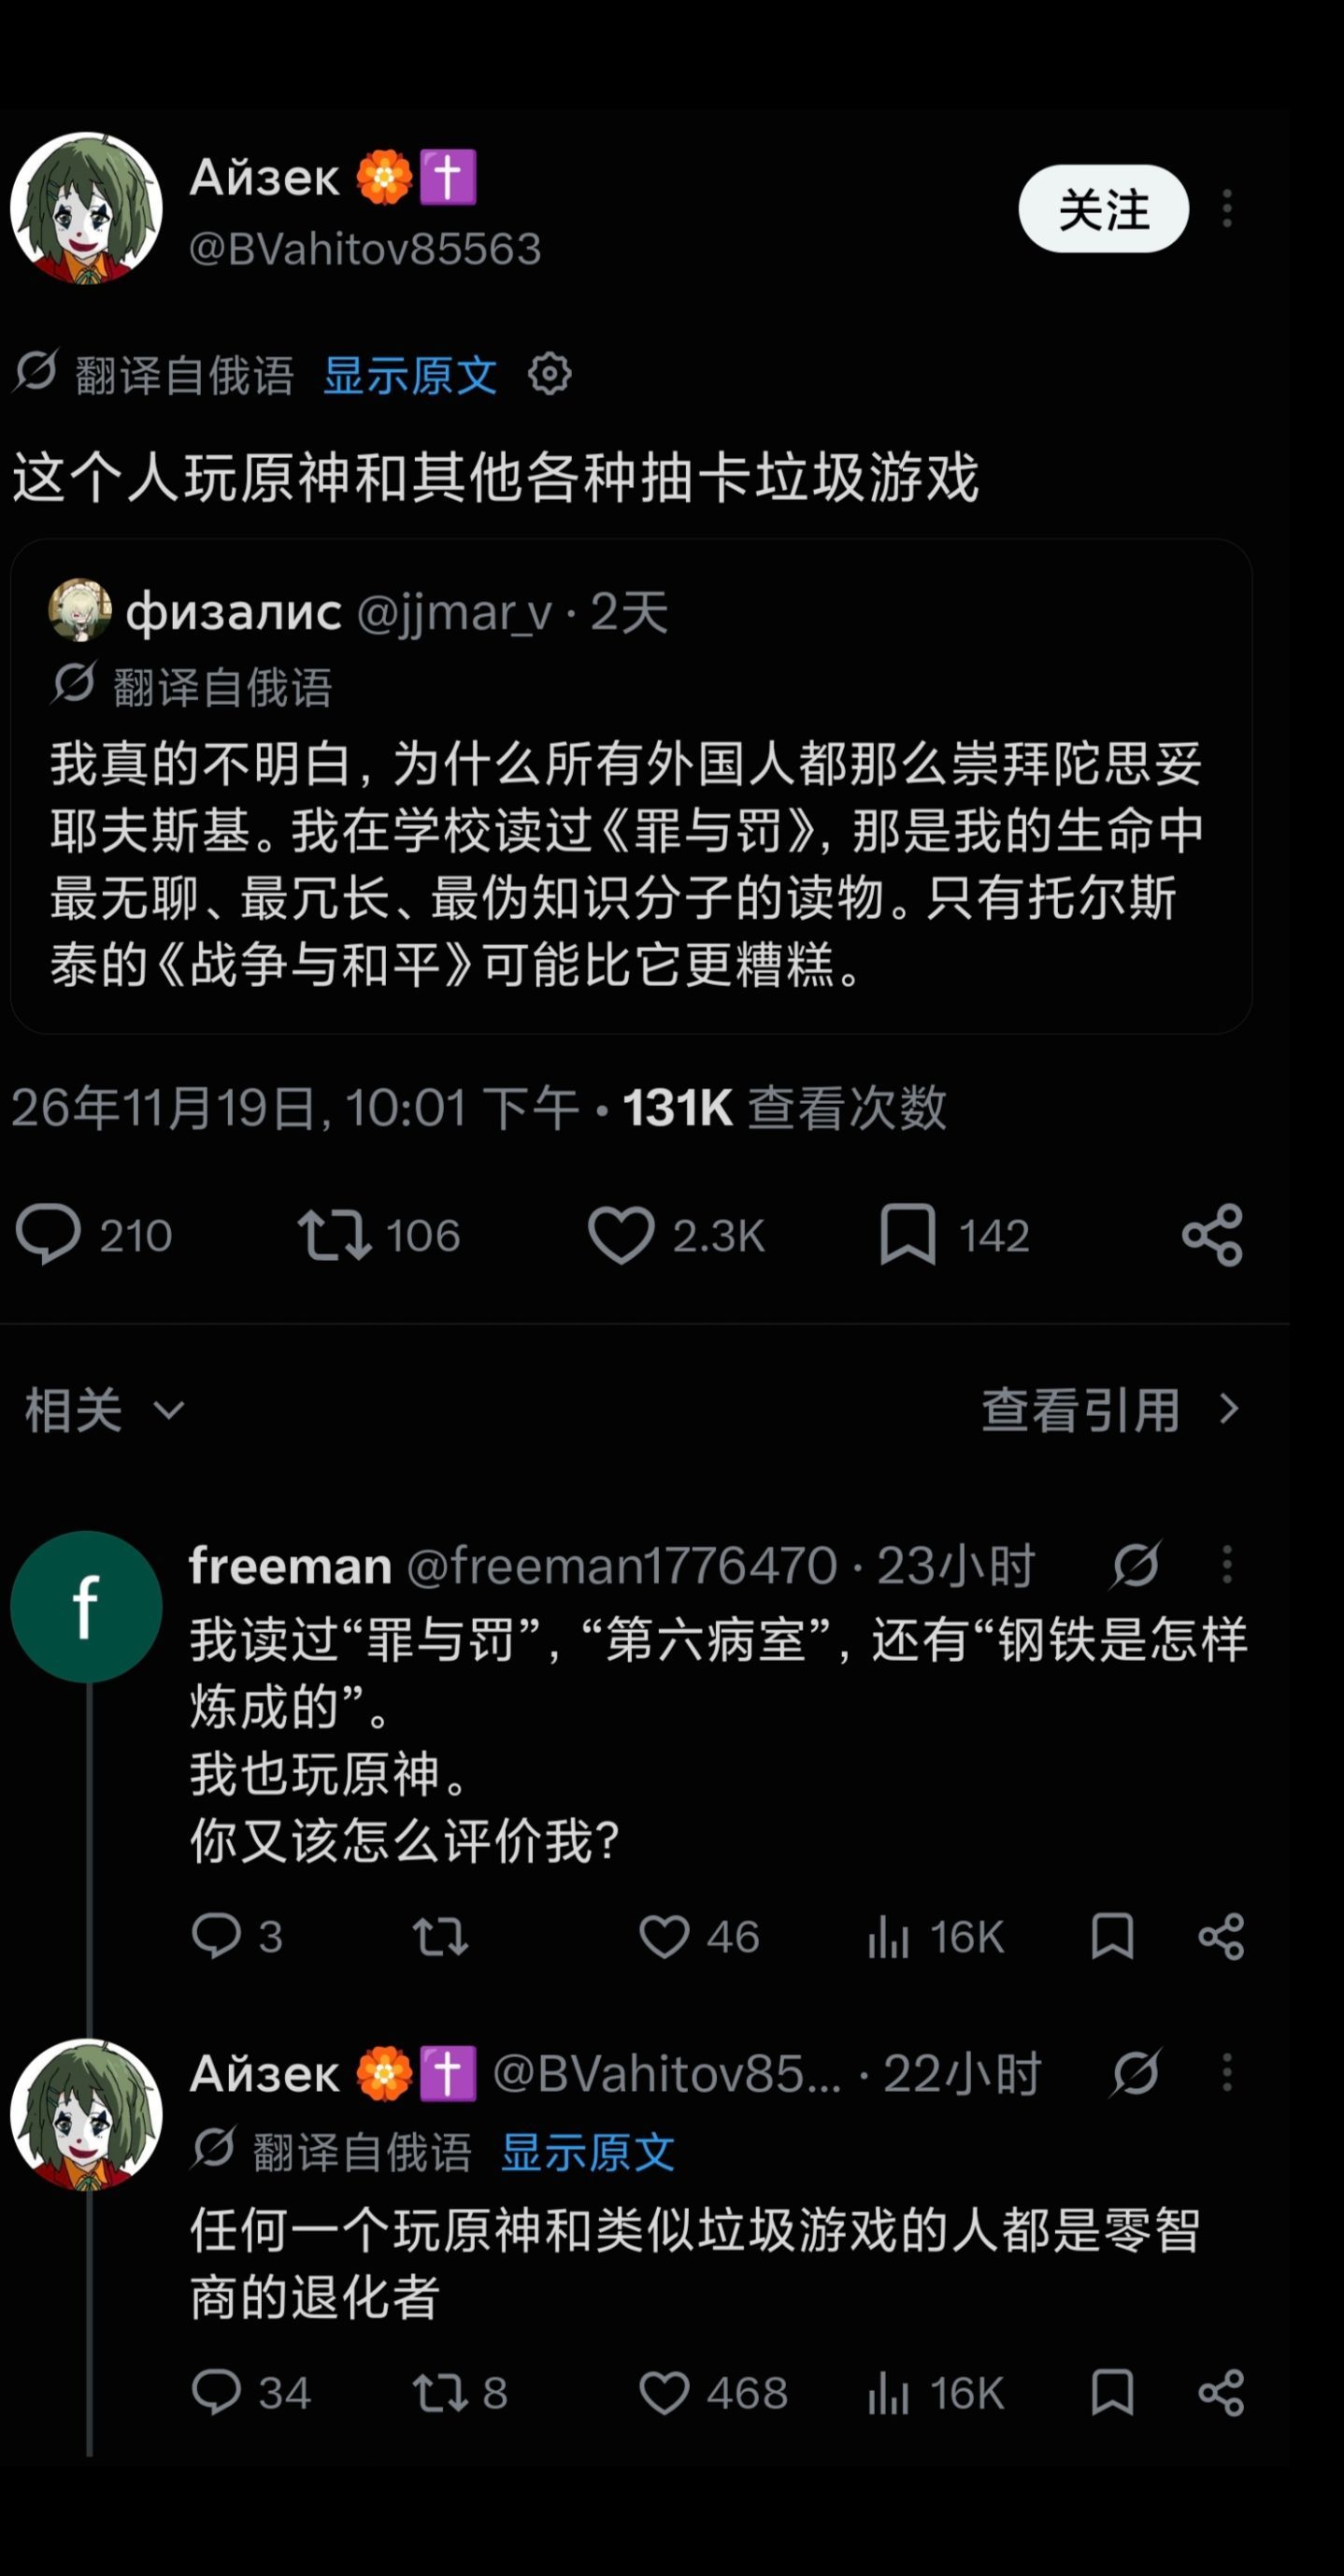 Айзек 🏵️✝️
@BVahitov85563
关注
翻译自俄语 显示原文
这个人玩原神和其他各种抽卡垃圾游戏
физалис @jjmar_v · 2天
翻译自俄语
我真的不明白，为什么所有外国人都那么崇拜陀思妥
耶夫斯基。我在学校读过《罪与罚》，那是我的生命中
最无聊、最冗长、最伪知识分子的读物。只有托尔斯
泰的《战争与和平》可能比它更糟糕。
26年11月19日, 10:01 下午 · 131K 查看次数
210 106 2.3K 142
相关 查看引用
f
freeman @freeman1776470 · 23小时
我读过“罪与罚”，“第六病室”，还有“钢铁是怎样
炼成的”。
我也玩原神。
你又该怎么评价我?
3 46 16K
Айзек 🏵️✝️ @BVahitov85... · 22小时
翻译自俄语 显示原文
任何一个玩原神和类似垃圾游戏的人都是零智
商的退化者
34 8 468 16K